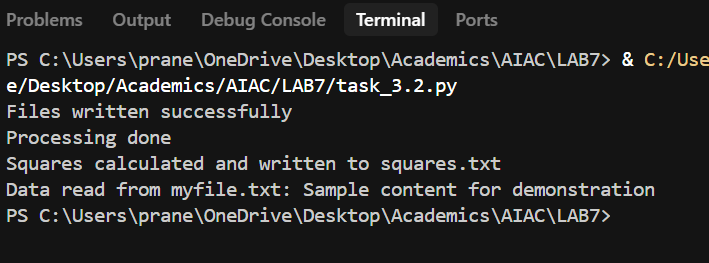 Problems Output Debug Console Terminal Ports
PS C:\Users\prane\OneDrive\Desktop\Academics\AIAC\LAB7> & C:/Use
e/Desktop/Academics/AIAC/LAB7/task_3.2.py
Files written successfully
Processing done
Squares calculated and written to squares.txt
Data read from myfile.txt: Sample content for demonstration
PS C:\Users\prane\OneDrive\Desktop\Academics\AIAC\LAB7>